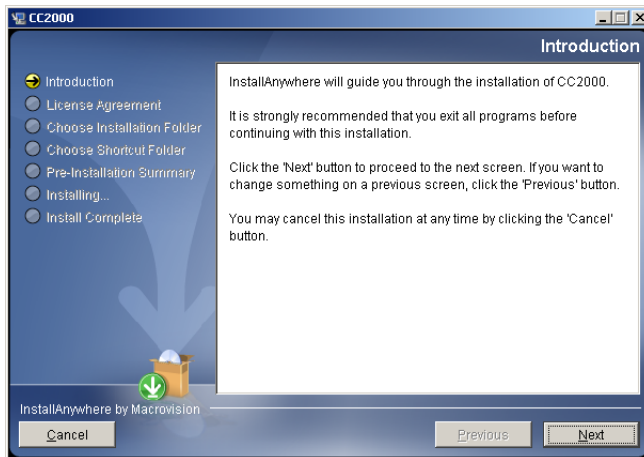 CC2000
Introduction
Introduction
License Agreement
Choose Installation Folder
Choose Shortcut Folder
Pre-Installation Summary
Installing...
Install Complete
InstallAnywhere will guide you through the installation of CC2000.
It is strongly recommended that you exit all programs before
continuing with this installation.
Click the 'Next' button to proceed to the next screen. If you want to
change something on a previous screen, click the 'Previous' button.
You may cancel this installation at any time by clicking the 'Cancel'
button.
InstallAnywhere by Macrovision
Cancel
Previous
Next